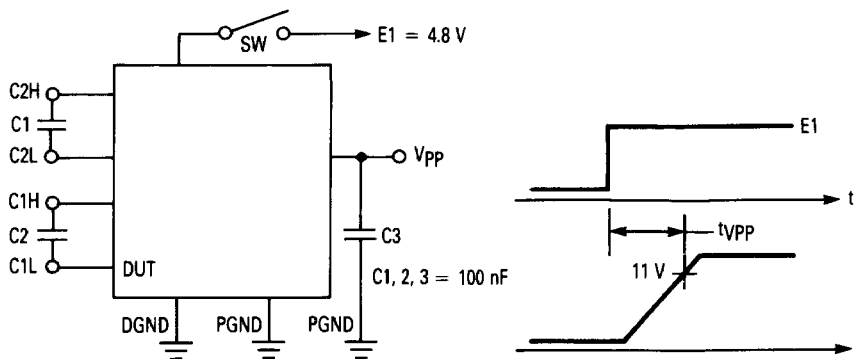 SW
E1 = 4.8 V
C2H
C1
C2L
C1H
C2
C1L
DUT
VPP
C3
C1, 2, 3 = 100 nF
DGND
PGND
PGND
E1
t
tVPP
11 V